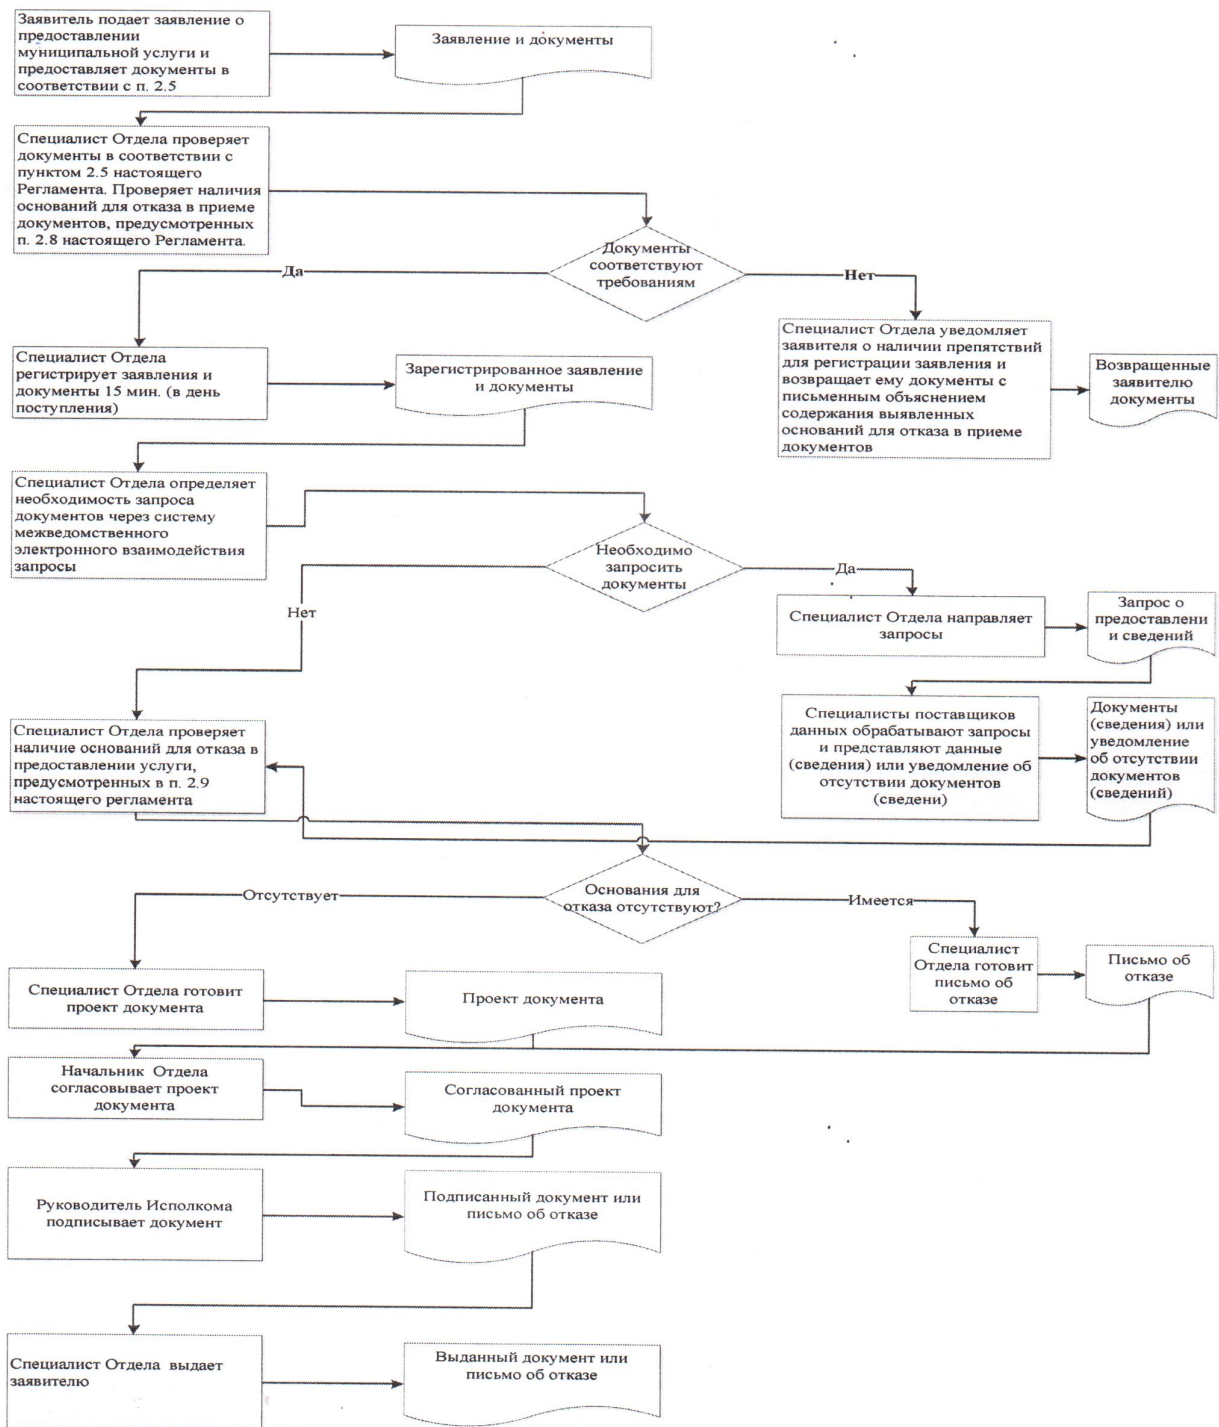 Заявитель подает заявление о
предоставлении
муниципальной услуги и
предоставляет документы в
соответствии с п. 2.5
Заявление и документы
Специалист Отдела проверяет
документы в соответствии с
пунктом 2.5 настоящего
Регламента. Проверяет наличия
оснований для отказа в приеме
документов, предусмотренных
п. 2.8 настоящего Регламента.
Документы
соответствуют
требованиям
Да
Нет
Специалист Отдела
регистрирует заявления и
документы 15 мин. (в день
поступления)
Зарегистрированное заявление
и документы
Специалист Отдела уведомляет
заявителя о наличии препятствий
для регистрации заявления и
возвращает ему документы с
письменным объяснением
содержания выявленных
оснований для отказа в приеме
документов
Возвращенные
заявителю
документы
Специалист Отдела определяет
необходимость запроса
документов через систему
межведомственного
электронного взаимодействия
запросы
Необходимо
запросить
документы
Да
Нет
Специалист Отдела направляет
запросы
Запрос о
предоставлени
и сведений
Специалист Отдела проверяет
наличие оснований для отказа в
предоставлении услуги,
предусмотренных в п. 2.9
настоящего регламента
Специалисты поставщиков
данных обрабатывают запросы
и представляют данные
(сведения) или уведомление об
отсутствии документов
(сведени)
Документы
(сведения) или
уведомление
об отсутствии
документов
(сведений)
Основания для
отказа отсутствуют?
Отсутствует
Имеется
Специалист
Отдела готовит
письмо об
отказе
Письмо об
отказе
Специалист Отдела готовит
проект документа
Проект документа
Начальник Отдела
согласовывает проект
документа
Согласованный проект
документа
Руководитель Исполкома
подписывает документ
Подписанный документ или
письмо об отказе
Специалист Отдела выдает
заявителю
Выданный документ или
письмо об отказе